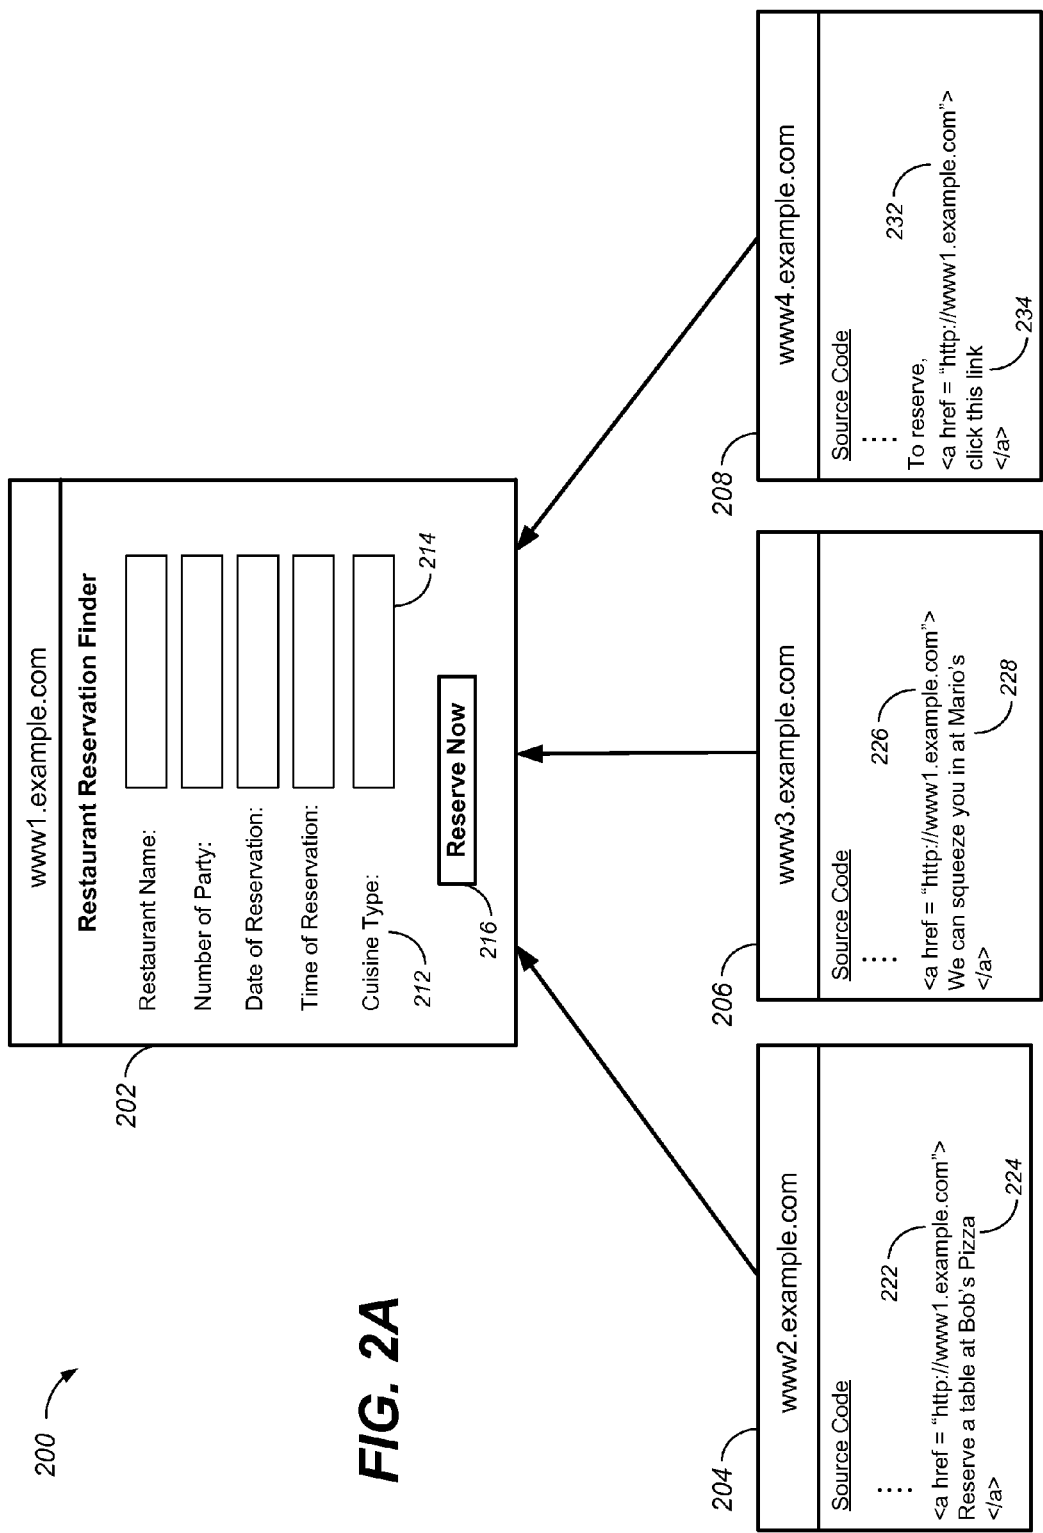 200
FIG. 2A
202
www1.example.com
Restaurant Reservation Finder
Restaurant Name:
Number of Party:
Date of Reservation:
Time of Reservation:
Cuisine Type:
212
214
Reserve Now
216
204
www2.example.com
Source Code
....
222
<a href = “http://www1.example.com”>
Reserve a table at Bob’s Pizza
</a>
224
206
www3.example.com
Source Code
....
226
<a href = “http://www1.example.com”>
We can squeeze you in at Mario’s
</a>
228
208
www4.example.com
Source Code
....
232
To reserve,
<a href = “http://www1.example.com”>
click this link
</a>
234